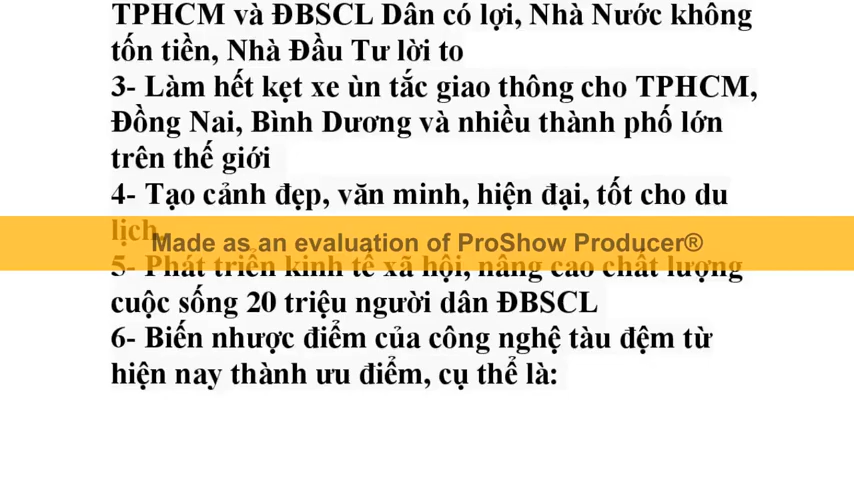 TPHCM và ĐBSCL Dân có lợi, Nhà Nước không
tốn tiền, Nhà Đầu Tư lời to
3- Làm hết kẹt xe ùn tắc giao thông cho TPHCM,
Đồng Nai, Bình Dương và nhiều thành phố lớn
trên thế giới
4- Tạo cảnh đẹp, văn minh, hiện đại, tốt cho du
lịch.
Made as an evaluation of ProShow Producer®
5- Phát triển kinh tế xã hội, nâng cao chất lượng
cuộc sống 20 triệu người dân ĐBSCL
6- Biến nhược điểm của công nghệ tàu đệm từ
hiện nay thành ưu điểm, cụ thể là: